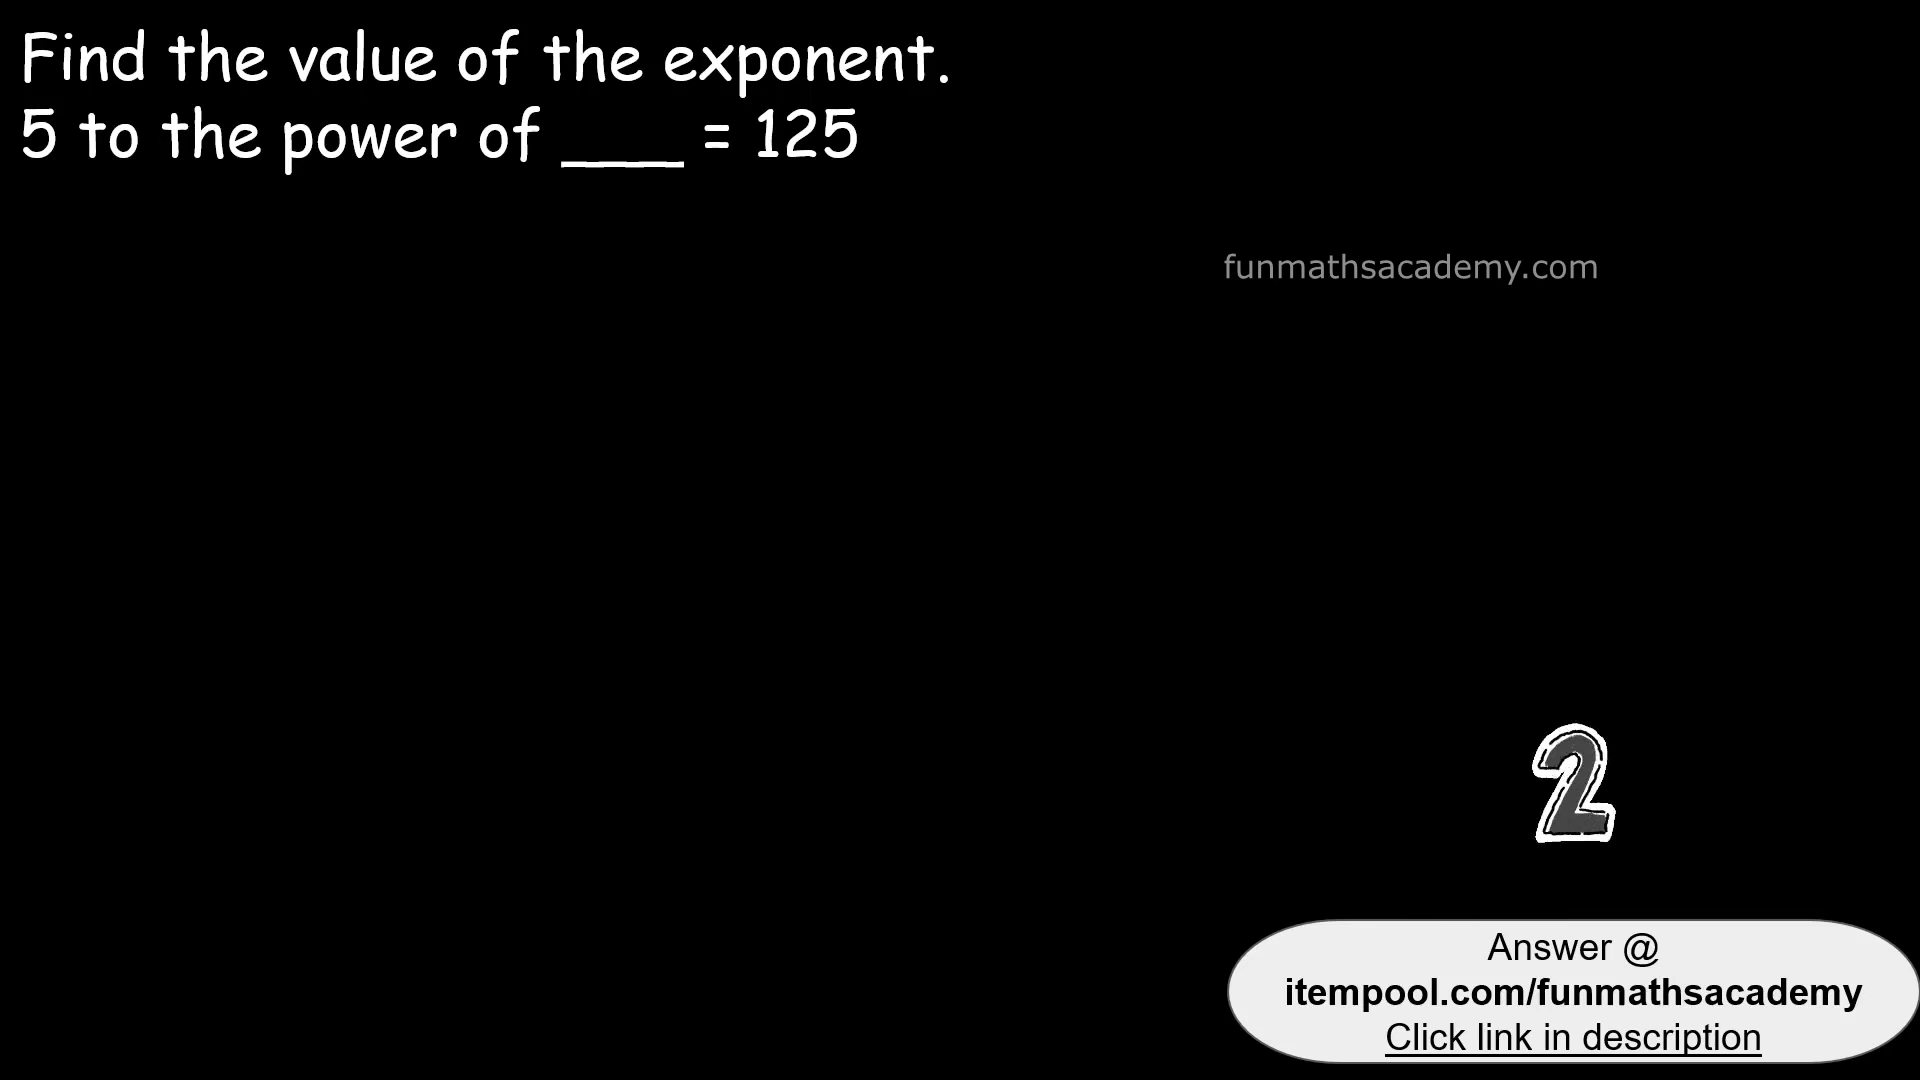 Find the value of the exponent.
5 to the power of ___ = 125
funmathsacademy.com
2
Answer @
itempool.com/funmathsacademy
Click link in description